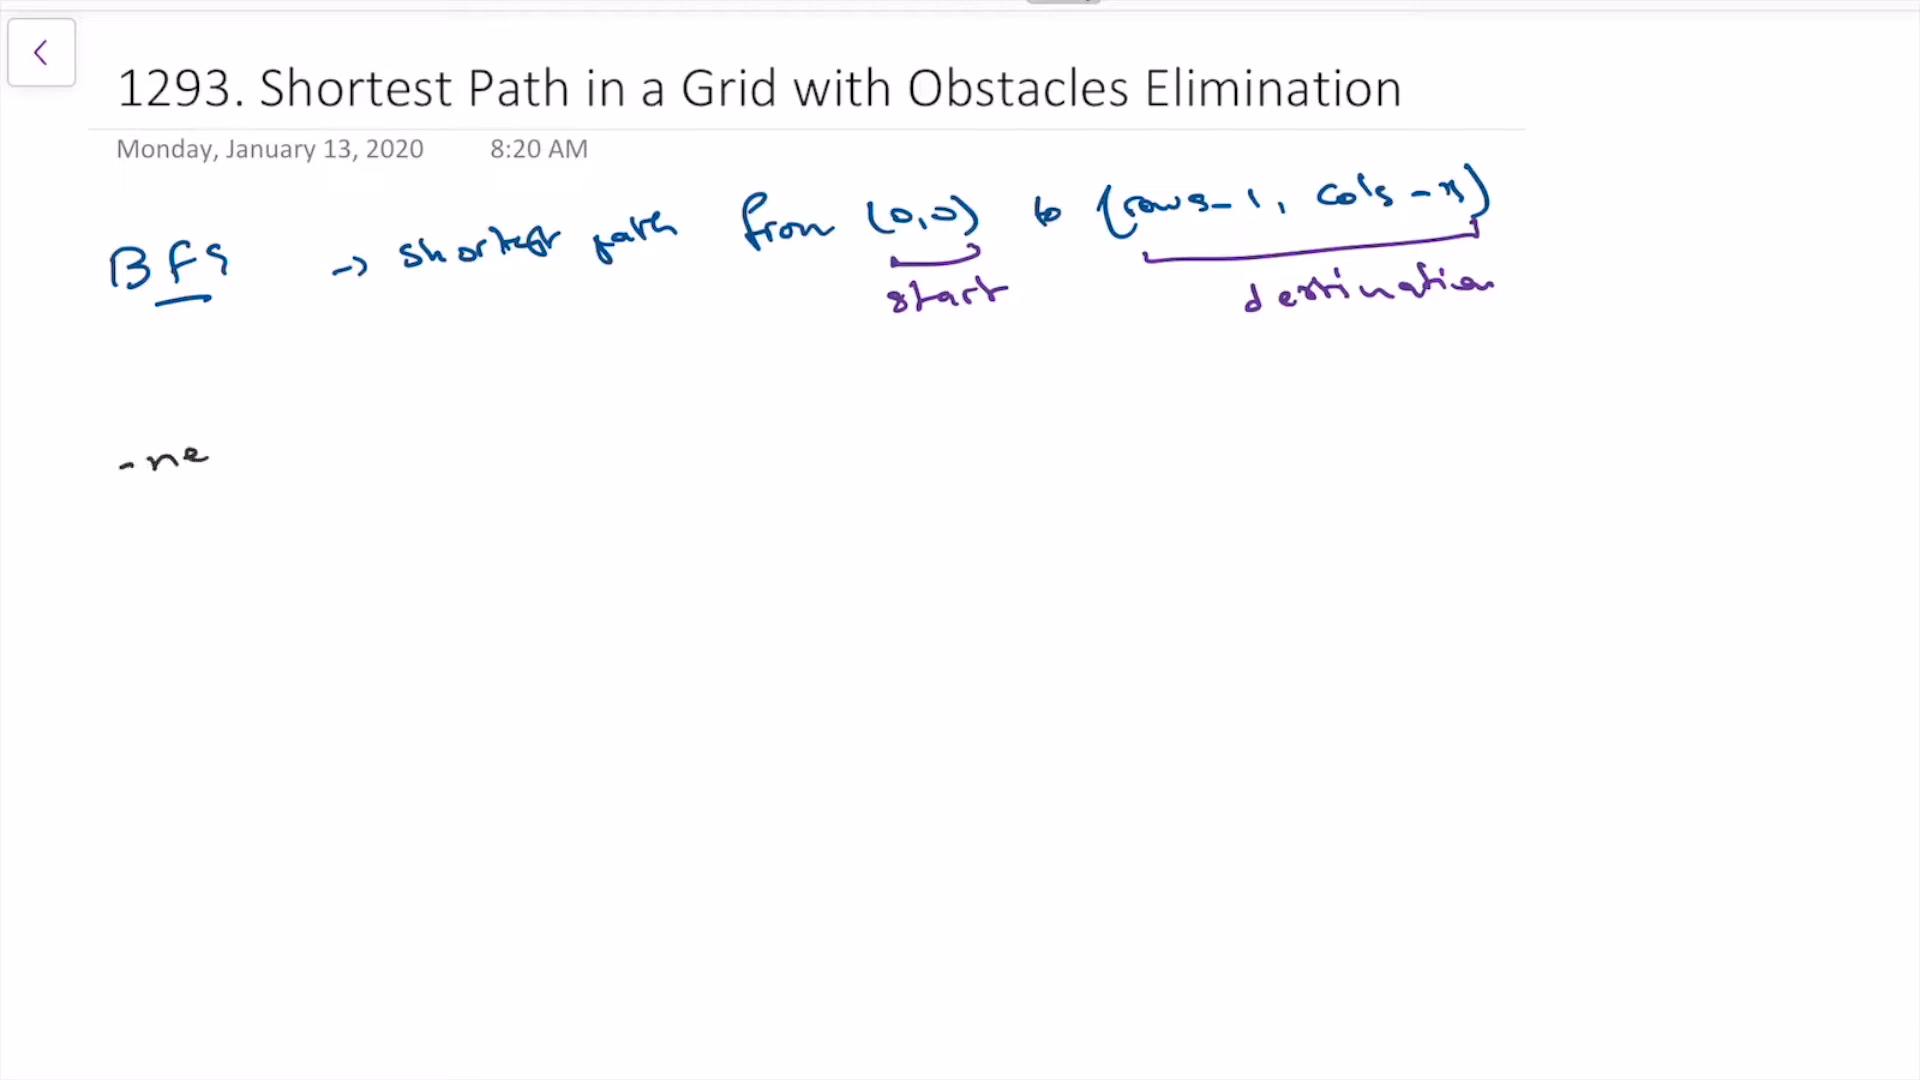 1293. Shortest Path in a Grid with Obstacles Elimination
Monday, January 13, 2020 8:20 AM
BFS → shortest path from (0,0) to (rows-1, cols-1)
start destination
- ne